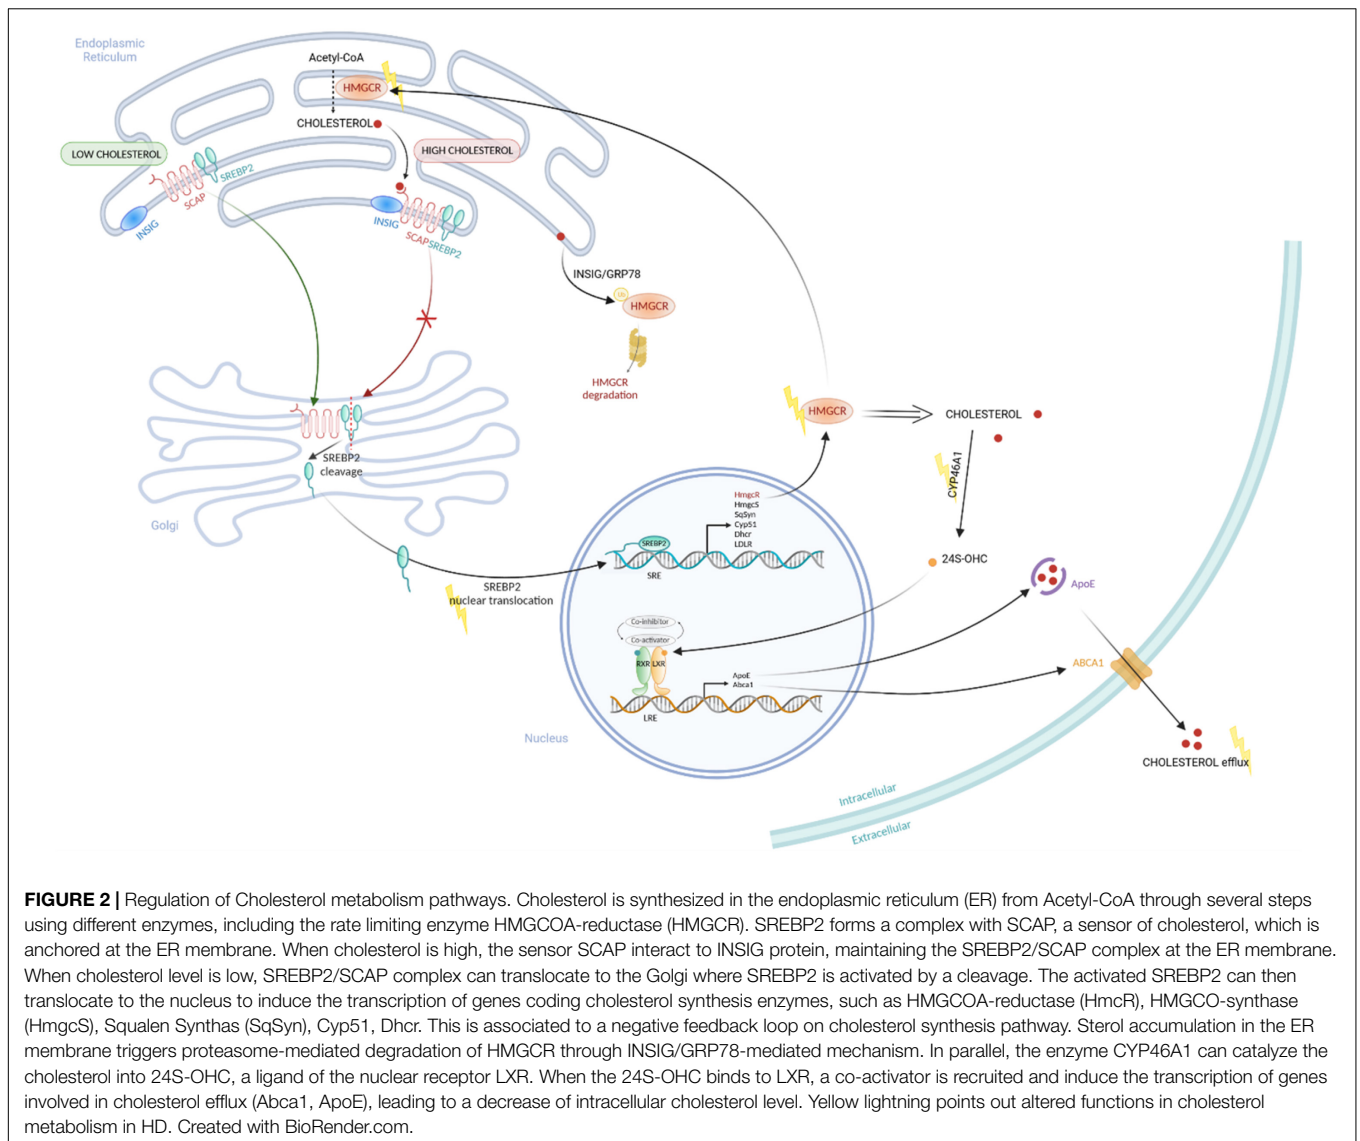 Endoplasmic
Reticulum
Acetyl-CoA
HMGCR
CHOLESTEROL
LOW CHOLESTEROL
HIGH CHOLESTEROL
SREBP2
SCAP
INSIG
INSIG
SCAP
SREBP2
INSIG/GRP78
Ub
HMGCR
HMGCR
degradation
HMGCR
CHOLESTEROL
CYP46A1
24S-OHC
SREBP2
cleavage
Golgi
SREBP2
nuclear translocation
HmgcR
HmgcS
SqSyn
Cyp51
Dhcr
LDLR
SREBP2
SRE
Co-inhibitor
Co-activator
RXR
LXR
ApoE
Abca1
LRE
Nucleus
ApoE
ABCA1
CHOLESTEROL efflux
Intracellular
Extracellular
FIGURE 2 | Regulation of Cholesterol metabolism pathways. Cholesterol is synthesized in the endoplasmic reticulum (ER) from Acetyl-CoA through several steps
using different enzymes, including the rate limiting enzyme HMGCOA-reductase (HMGCR). SREBP2 forms a complex with SCAP, a sensor of cholesterol, which is
anchored at the ER membrane. When cholesterol is high, the sensor SCAP interact to INSIG protein, maintaining the SREBP2/SCAP complex at the ER membrane.
When cholesterol level is low, SREBP2/SCAP complex can translocate to the Golgi where SREBP2 is activated by a cleavage. The activated SREBP2 can then
translocate to the nucleus to induce the transcription of genes coding cholesterol synthesis enzymes, such as HMGCOA-reductase (HmcR), HMGCO-synthase
(HmgcS), Squalen Synthas (SqSyn), Cyp51, Dhcr. This is associated to a negative feedback loop on cholesterol synthesis pathway. Sterol accumulation in the ER
membrane triggers proteasome-mediated degradation of HMGCR through INSIG/GRP78-mediated mechanism. In parallel, the enzyme CYP46A1 can catalyze the
cholesterol into 24S-OHC, a ligand of the nuclear receptor LXR. When the 24S-OHC binds to LXR, a co-activator is recruited and induce the transcription of genes
involved in cholesterol efflux (Abca1, ApoE), leading to a decrease of intracellular cholesterol level. Yellow lightning points out altered functions in cholesterol
metabolism in HD. Created with BioRender.com.